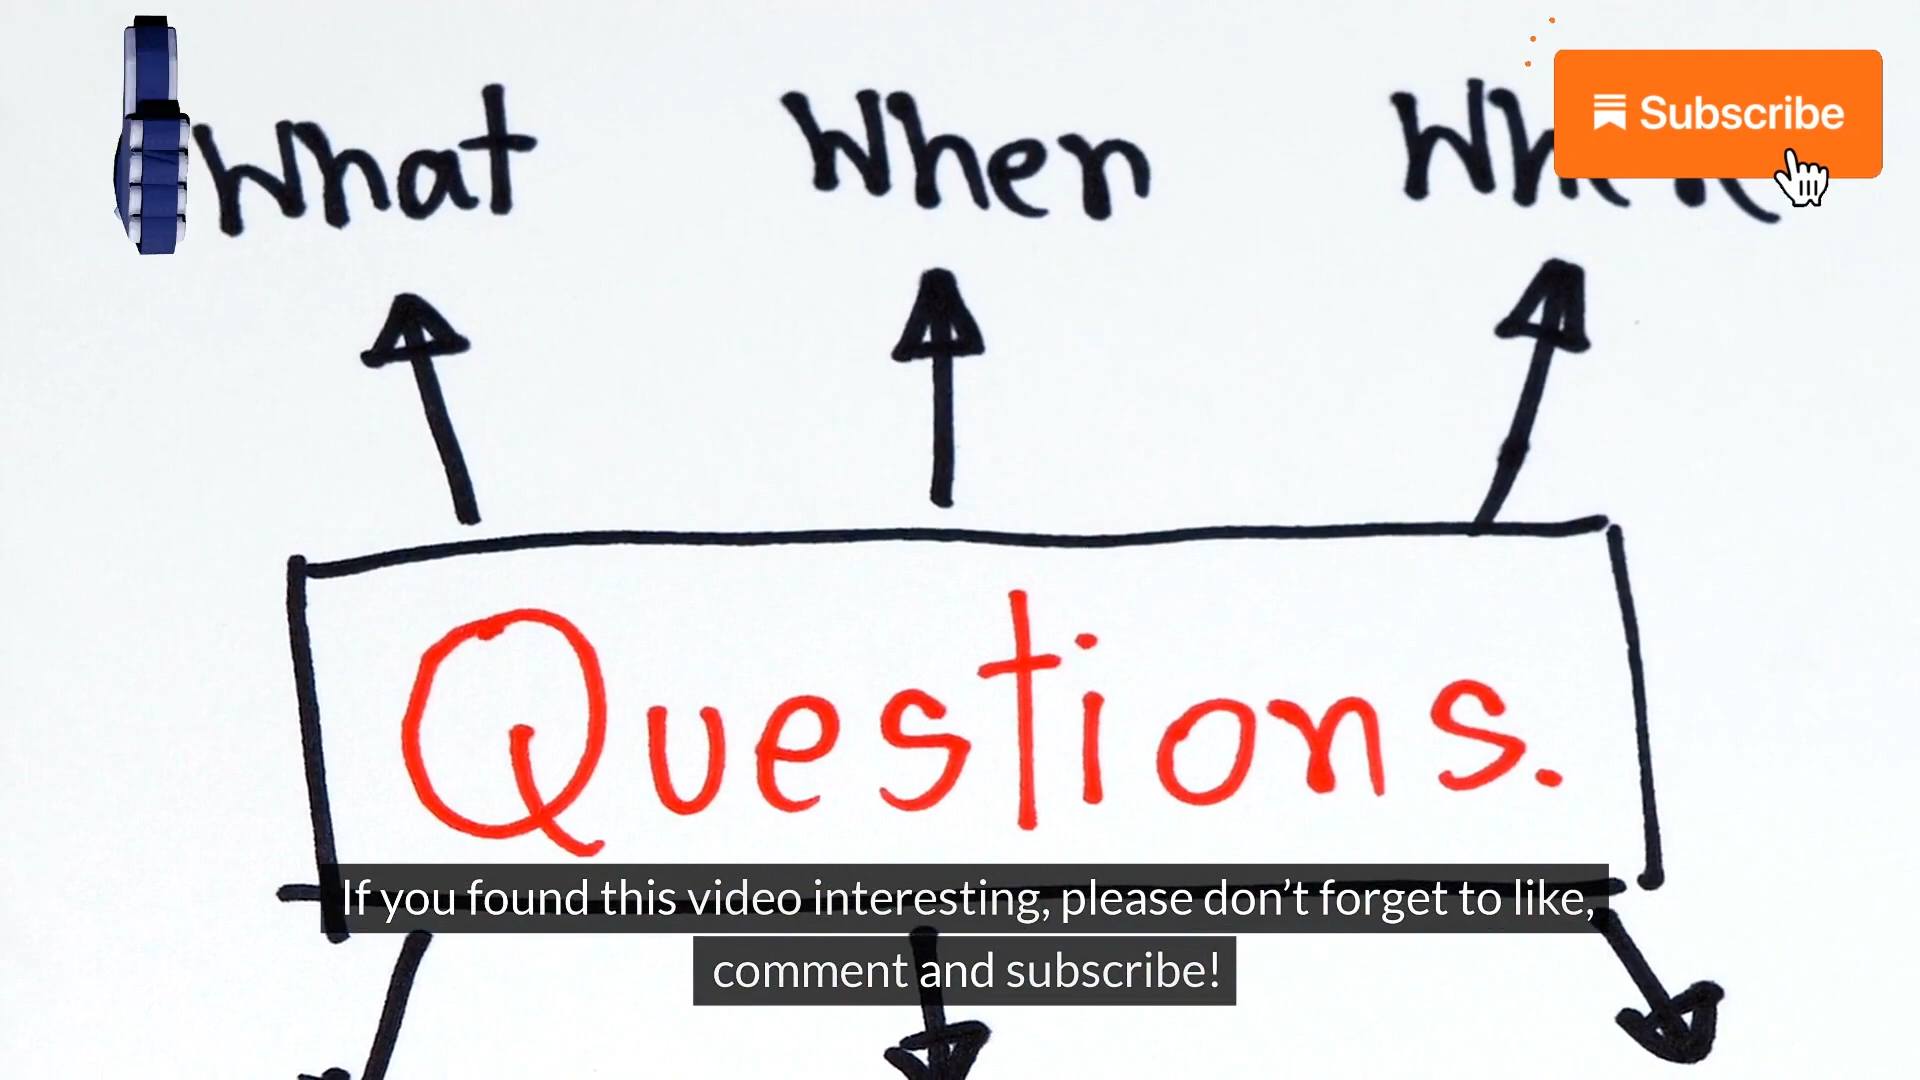 What When
Subscribe
Questions.
If you found this video interesting, please don't forget to like,
comment and subscribe!